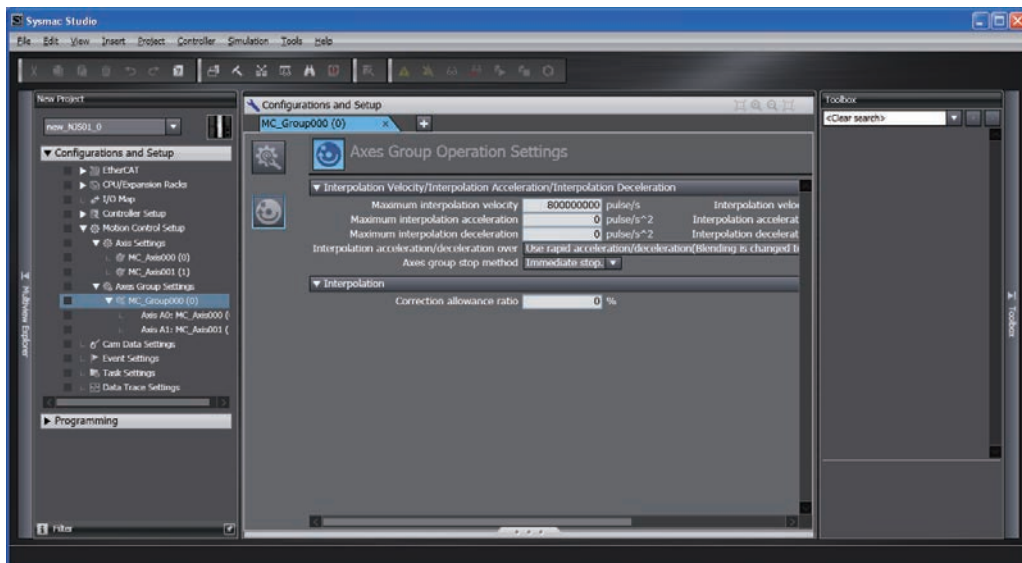 Sysmac Studio
File Edit View Insert Project Controller Simulation Tools Help
New Project
new_NJ501_0
Configurations and Setup
EtherCAT
CPU/Expansion Racks
I/O Map
Controller Setup
Motion Control Setup
Axis Settings
MC_Axis000 (0)
MC_Axis001 (1)
Axes Group Settings
MC_Group000 (0)
Axis A0: MC_Axis000 (
Axis A1: MC_Axis001 (
Cam Data Settings
Event Settings
Task Settings
Data Trace Settings
Programming
Filter
Multiview Explorer
Configurations and Setup
MC_Group000 (0) x +
Axes Group Operation Settings
Interpolation Velocity/Interpolation Acceleration/Interpolation Deceleration
Maximum interpolation velocity 800000000 pulse/s Interpolation velo
Maximum interpolation acceleration 0 pulse/s^2 Interpolation accelerat
Maximum interpolation deceleration 0 pulse/s^2 Interpolation decelerat
Interpolation acceleration/deceleration over Use rapid acceleration/deceleration(Blending is changed t
Axes group stop method Immediate stop.
Interpolation
Correction allowance ratio 0 %
Toolbox
<Clear search>
Toolbox